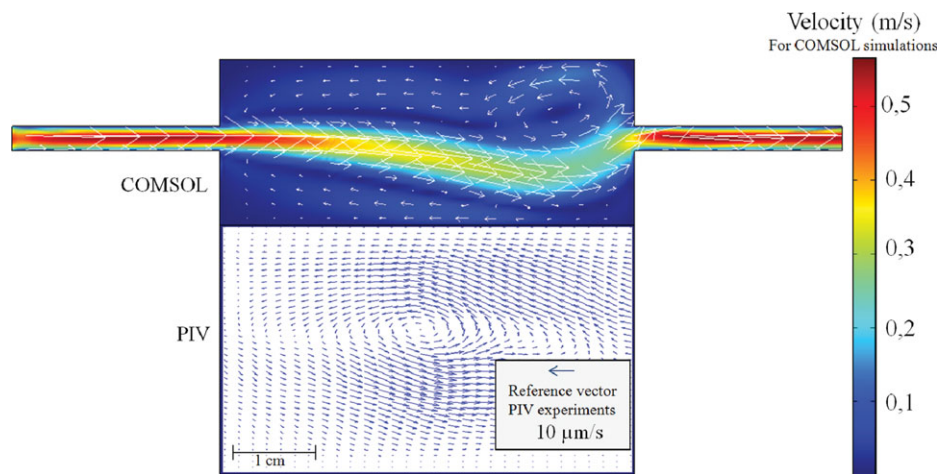 Velocity (m/s)
For COMSOL simulations
0,5
0,4
0,3
0,2
0,1
COMSOL
PIV
Reference vector
PIV experiments
10 µm/s
1 cm